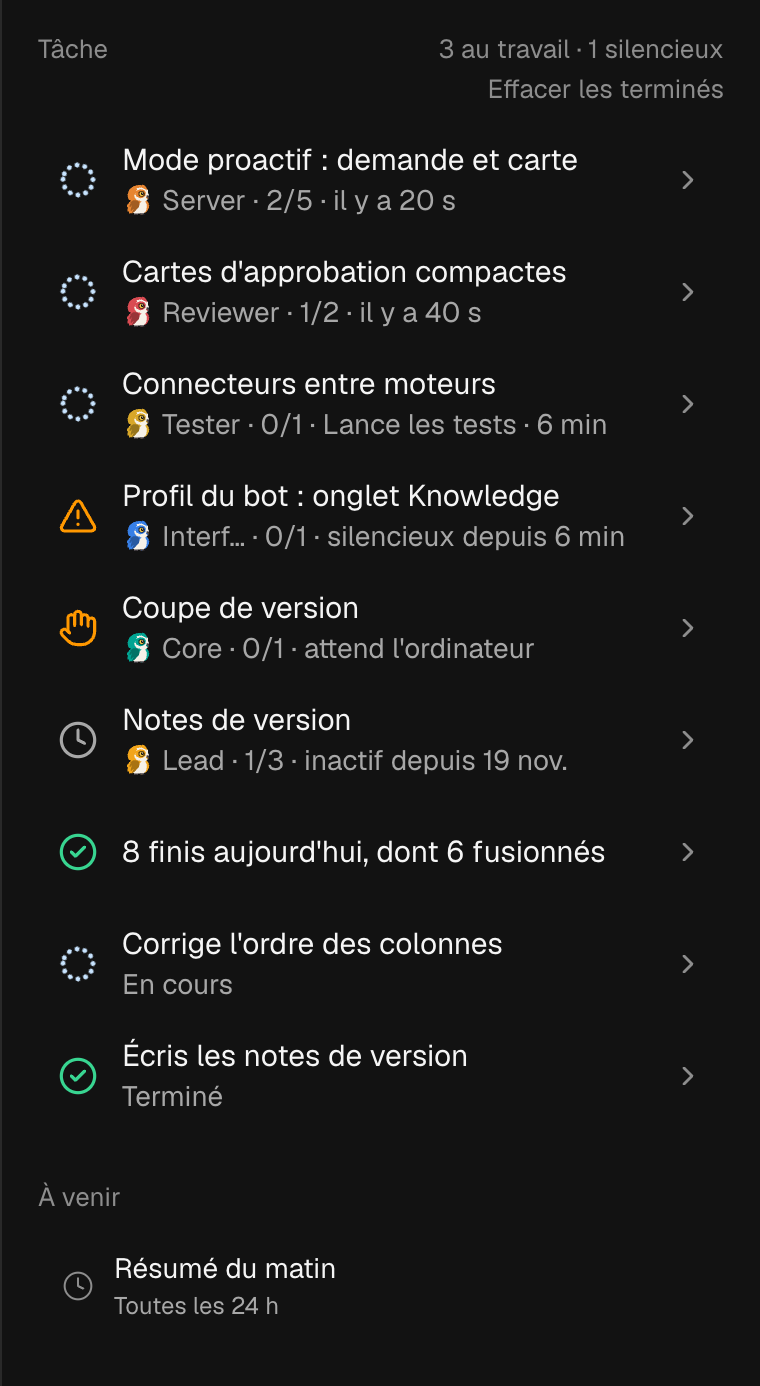 Tâche
3 au travail · 1 silencieux
Effacer les terminés
Mode proactif : demande et carte
Server · 2/5 · il y a 20 s
Cartes d'approbation compactes
Reviewer · 1/2 · il y a 40 s
Connecteurs entre moteurs
Tester · 0/1 · Lance les tests · 6 min
Profil du bot : onglet Knowledge
Interf... · 0/1 · silencieux depuis 6 min
Coupe de version
Core · 0/1 · attend l'ordinateur
Notes de version
Lead · 1/3 · inactif depuis 19 nov.
8 finis aujourd'hui, dont 6 fusionnés
Corrige l'ordre des colonnes
En cours
Écris les notes de version
Terminé
À venir
Résumé du matin
Toutes les 24 h